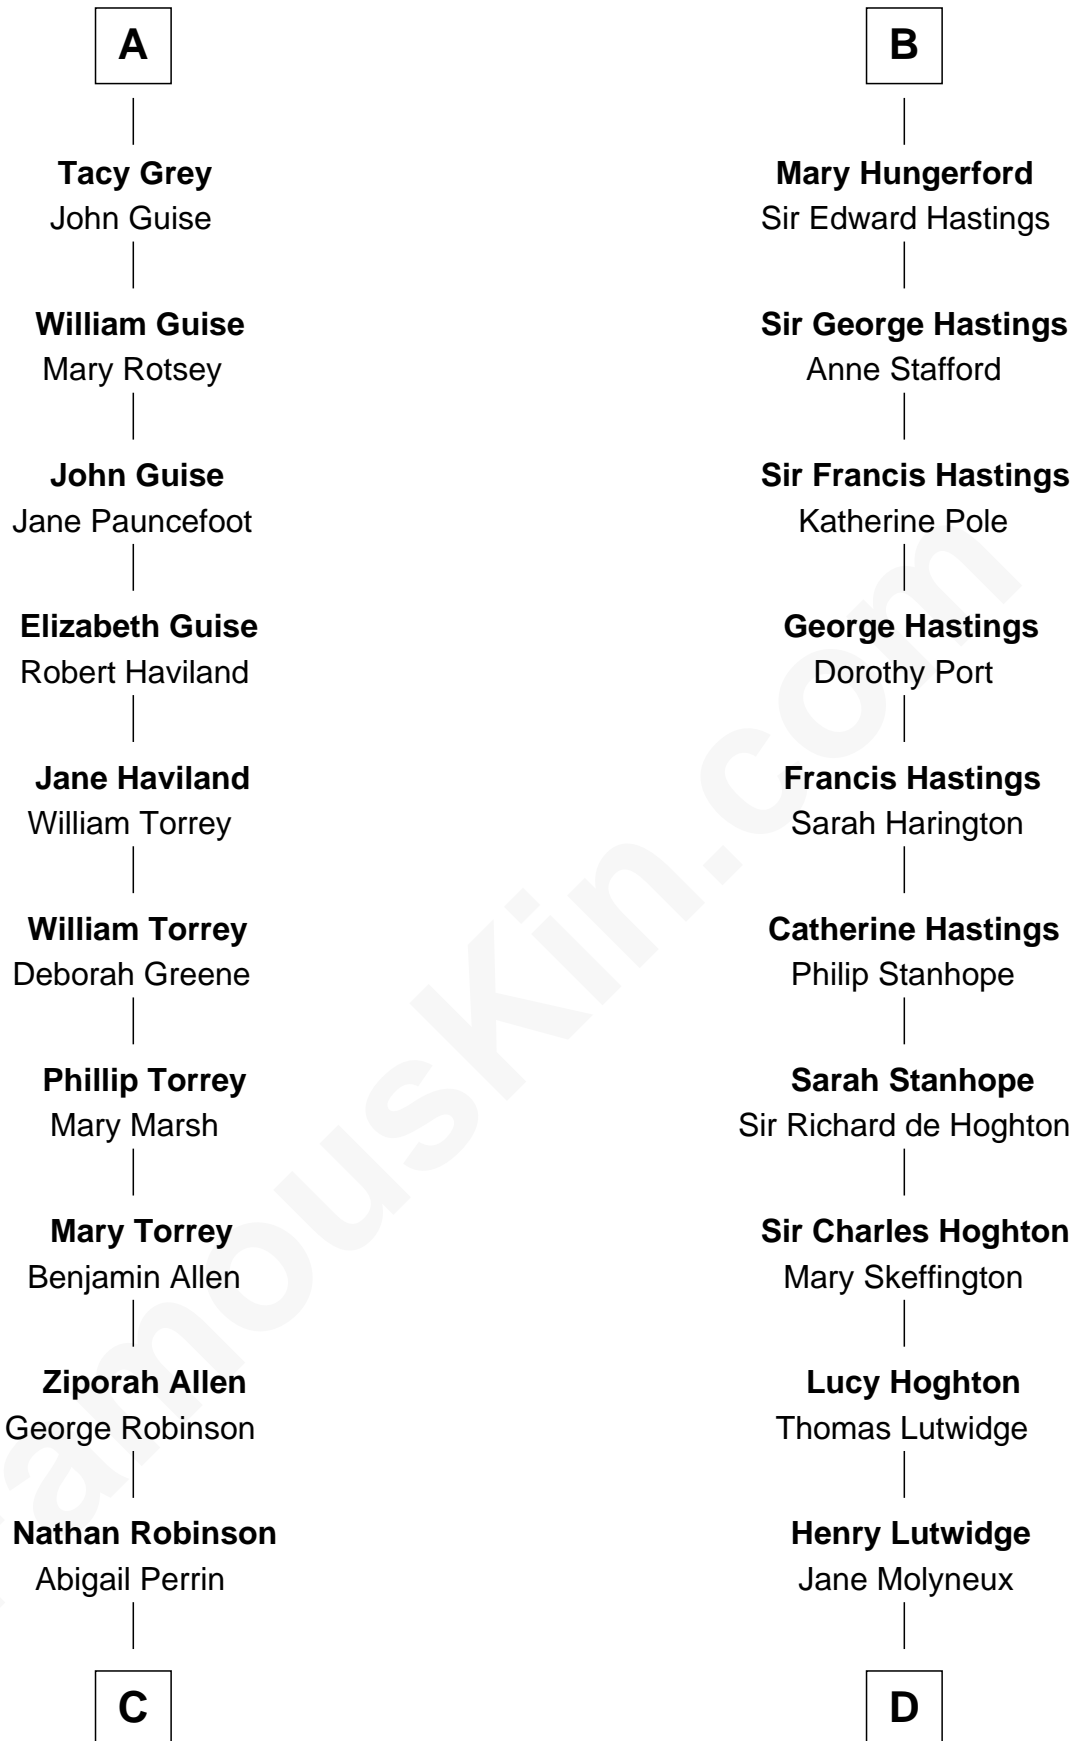 A
Tacy Grey
John Guise
William Guise
Mary Rotsey
John Guise
Jane Pauncefoot
Elizabeth Guise
Robert Haviland
Jane Haviland
William Torrey
William Torrey
Deborah Greene
Phillip Torrey
Mary Marsh
Mary Torrey
Benjamin Allen
Ziporah Allen
George Robinson
Nathan Robinson
Abigail Perrin
C
B
Mary Hungerford
Sir Edward Hastings
Sir George Hastings
Anne Stafford
Sir Francis Hastings
Katherine Pole
George Hastings
Dorothy Port
Francis Hastings
Sarah Harington
Catherine Hastings
Philip Stanhope
Sarah Stanhope
Sir Richard de Hoghton
Sir Charles Hoghton
Mary Skeffington
Lucy Hoghton
Thomas Lutwidge
Henry Lutwidge
Jane Molyneux
D
FamousKin.com